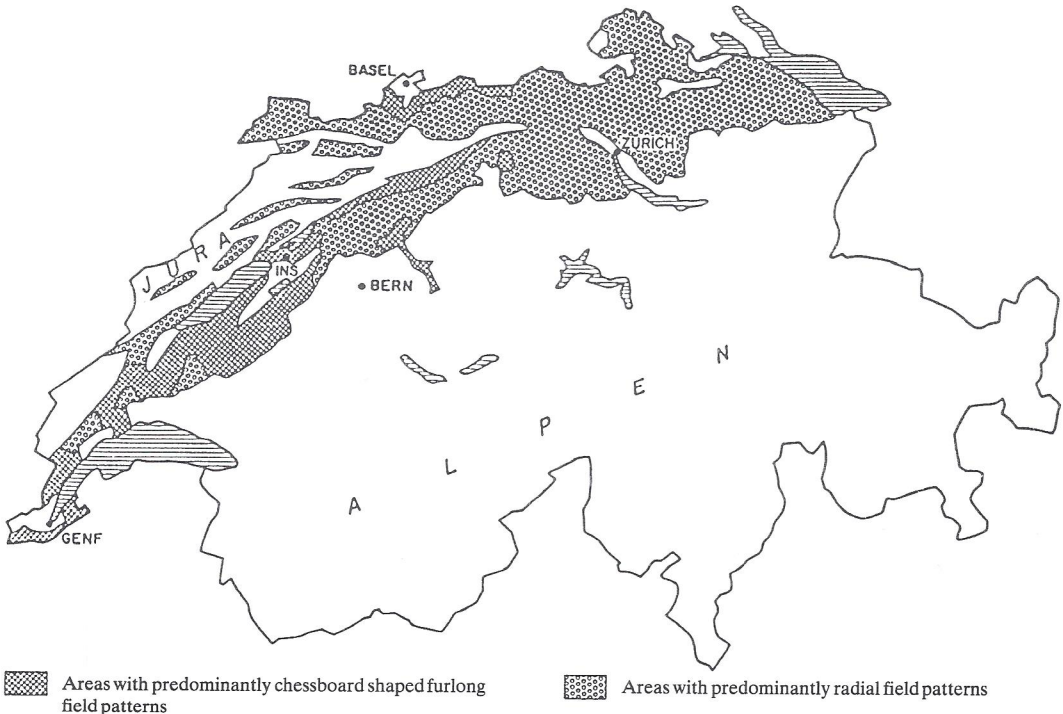 BASEL
ZÜRICH
JURA
INS
BERN
ALPEN
GENF
Areas with predominantly chessboard shaped furlong
field patterns
Areas with predominantly radial field patterns